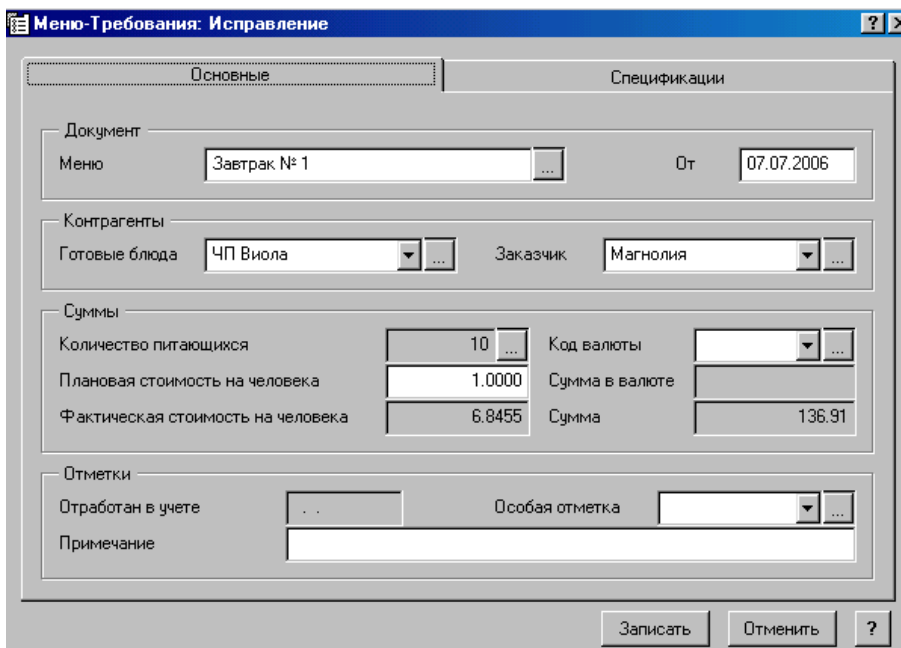 Меню-Требования: Исправление
Основные Спецификации
Документ
Меню Завтрак № 1 ... От 07.07.2006
Контрагенты
Готовые блюда ЧП Виола ... Заказчик Магнолия ...
Суммы
Количество питающихся 10 ... Код валюты ...
Плановая стоимость на человека 1.0000 Сумма в валюте
Фактическая стоимость на человека 6.8455 Сумма 136.91
Отметки
Отработан в учете . . Особая отметка ...
Примечание
Записать Отменить ?